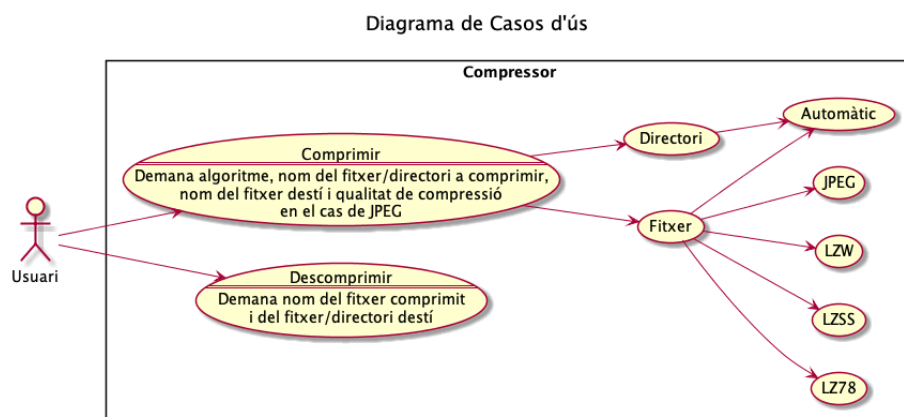 Diagrama de Casos d'ús
Compressor
Automàtic
Directori
Comprimir
Demana algoritme, nom del fitxer/directori a comprimir,
nom del fitxer destí i qualitat de compressió
en el cas de JPEG
JPEG
Fitxer
LZW
Usuari
Descomprimir
Demana nom del fitxer comprimit
i del fitxer/directori destí
LZSS
LZ78